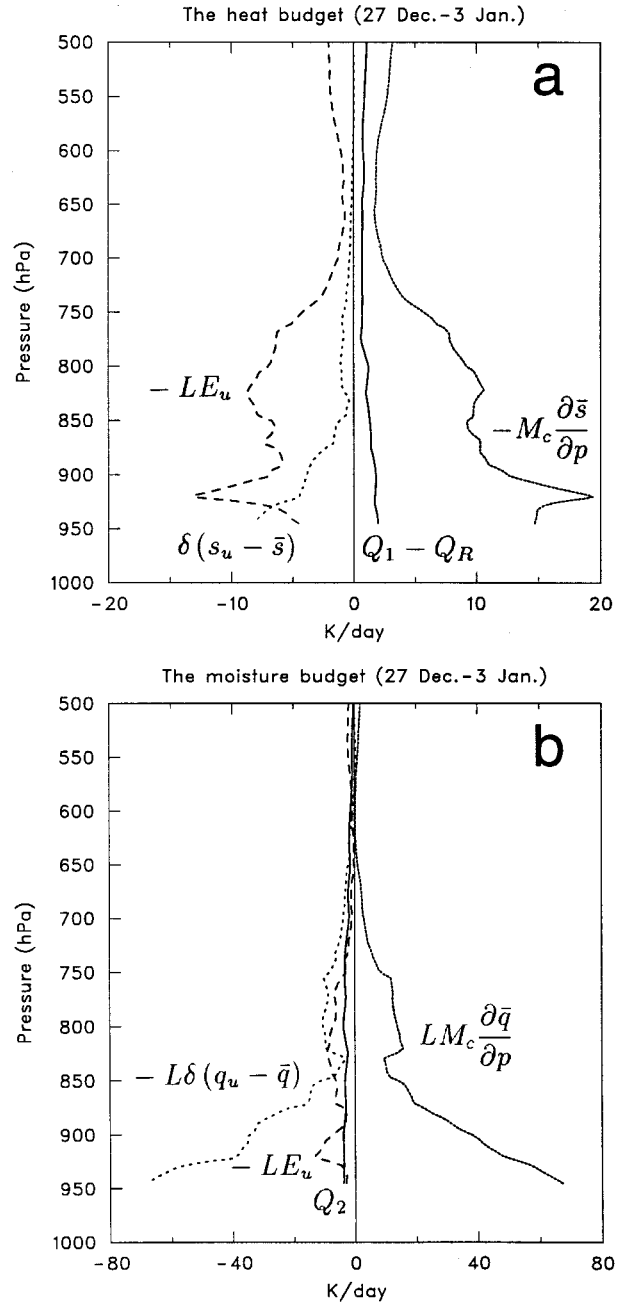 The heat budget (27 Dec.-3 Jan.)
a
500
550
600
650
700
750
800
850
900
950
1000
Pressure (hPa)
− LE_u
− M_c ∂s̄/∂p
δ(s_u − s̄)
Q_1 − Q_R
−20 −10 0 10 20
K/day
The moisture budget (27 Dec.-3 Jan.)
b
500
550
600
650
700
750
800
850
900
950
1000
Pressure (hPa)
LM_c ∂q̄/∂p
− Lδ(q_u − q̄)
− LE_u
Q_2
−80 −40 0 40 80
K/day